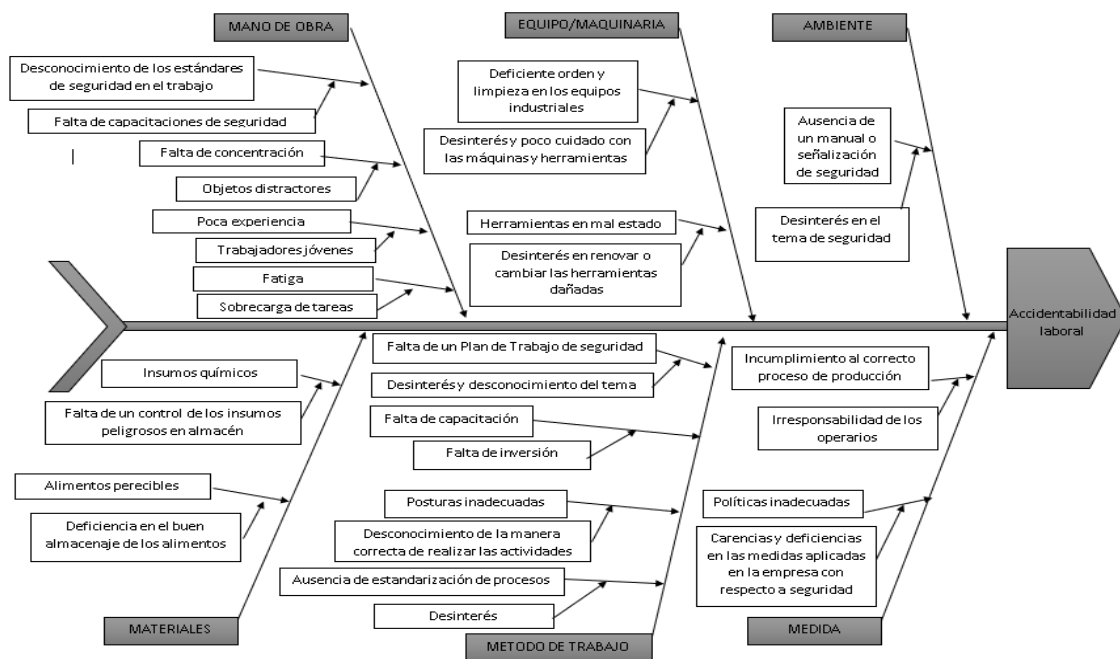 MANO DE OBRA
Desconocimiento de los estándares
de seguridad en el trabajo
Falta de capacitaciones de seguridad
Falta de concentración
Objetos distractores
Poca experiencia
Trabajadores jóvenes
Fatiga
Sobrecarga de tareas
EQUIPO/MAQUINARIA
Deficiente orden y
limpieza en los equipos
industriales
Desinterés y poco cuidado con
las máquinas y herramientas
Herramientas en mal estado
Desinterés en renovar o
cambiar las herramientas
dañadas
AMBIENTE
Ausencia de
un manual o
señalización
de seguridad
Desinterés en el
tema de seguridad
Accidentabilidad
laboral
Insumos químicos
Falta de un control de los insumos
peligrosos en almacén
Alimentos perecibles
Deficiencia en el buen
almacenaje de los alimentos
MATERIALES
Falta de un Plan de Trabajo de seguridad
Desinterés y desconocimiento del tema
Falta de capacitación
Falta de inversión
Posturas inadecuadas
Desconocimiento de la manera
correcta de realizar las actividades
Ausencia de estandarización de procesos
Desinterés
METODO DE TRABAJO
Incumplimiento al correcto
proceso de producción
Irresponsabilidad de los
operarios
Políticas inadecuadas
Carencias y deficiencias
en las medidas aplicadas
en la empresa con
respecto a seguridad
MEDIDA